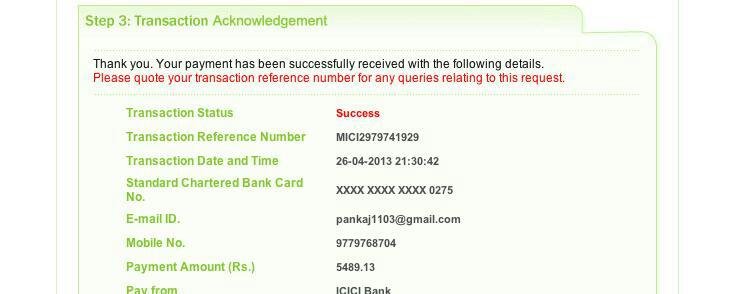 Step 3: Transaction Acknowledgement
Thank you. Your payment has been successfully received with the following details.
Please quote your transaction reference number for any queries relating to this request.
Transaction Status Success
Transaction Reference Number MICI2979741929
Transaction Date and Time 26-04-2013 21:30:42
Standard Chartered Bank Card
No. XXXX XXXX XXXX 0275
E-mail ID. pankaj1103@gmail.com
Mobile No. 9779768704
Payment Amount (Rs.) 5489.13
Pay from ICICI Bank